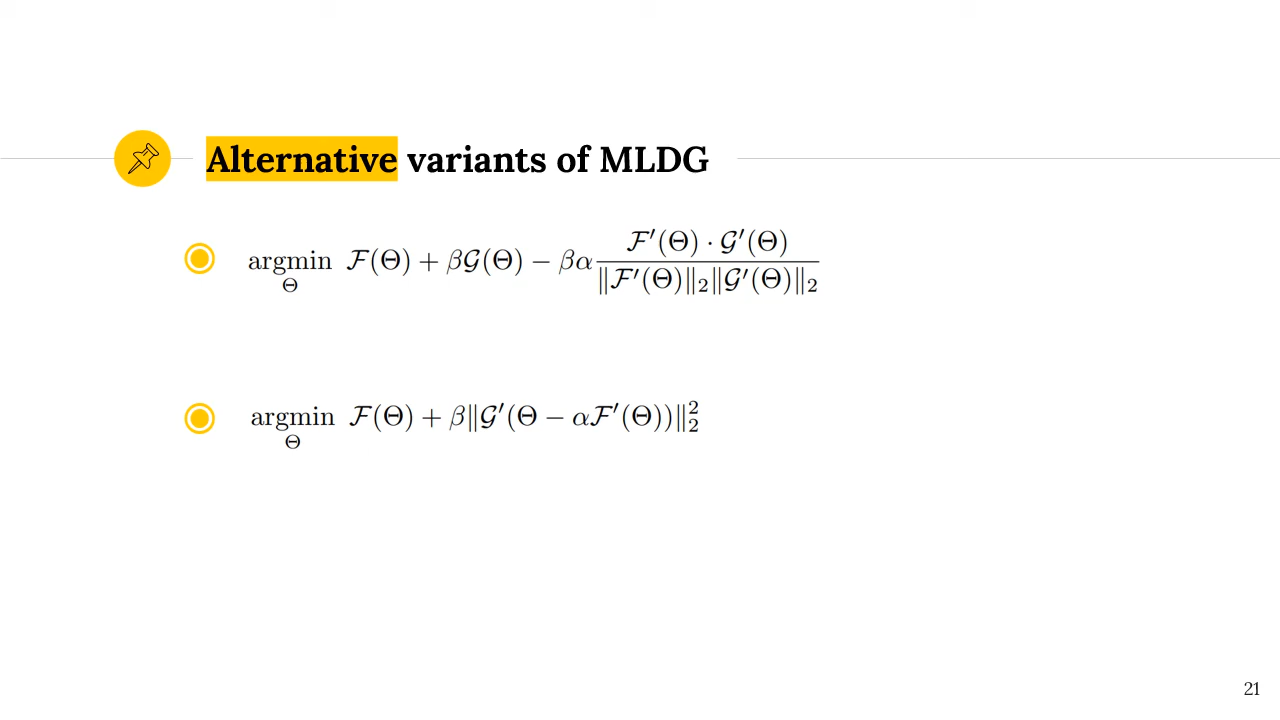 Alternative variants of MLDG
argmin_Θ 𝓕(Θ) + β𝓖(Θ) − βα (𝓕′(Θ) · 𝓖′(Θ)) / (‖𝓕′(Θ)‖₂‖𝓖′(Θ)‖₂)
argmin_Θ 𝓕(Θ) + β‖𝓖′(Θ − α𝓕′(Θ))‖₂²
21